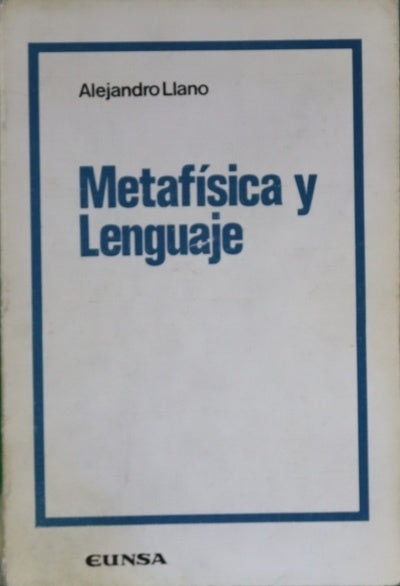 Alejandro Llano
Metafísica y
Lenguaje
EUNSA